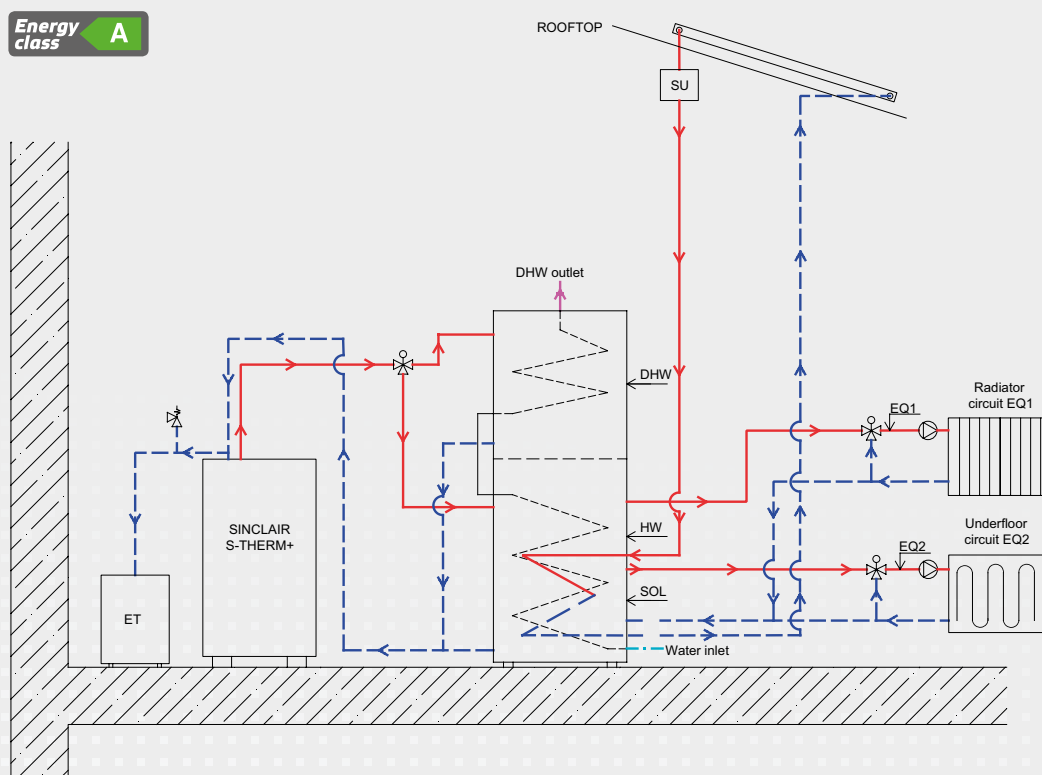 Energy
class
A
ROOFTOP
SU
DHW outlet
DHW
Radiator
circuit EQ1
EQ1
SINCLAIR
S-THERM+
HW
Underfloor
circuit EQ2
EQ2
SOL
ET
Water inlet